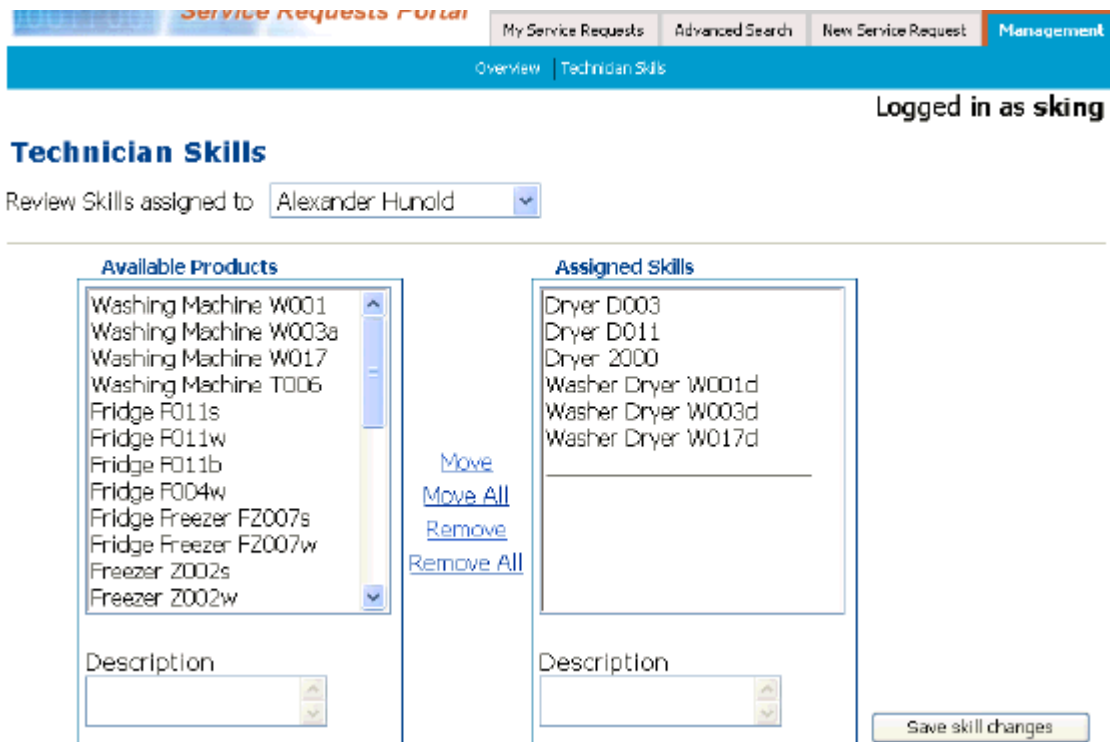 Service Requests Portal
My Service Requests
Advanced Search
New Service Request
Management
Overview
Technician Skills
Logged in as sking
Technician Skills
Review Skills assigned to
Alexander Hunold
Available Products
Washing Machine W001
Washing Machine W003a
Washing Machine W017
Washing Machine T006
Fridge F011s
Fridge F011w
Fridge F011b
Fridge F004w
Fridge Freezer FZ007s
Fridge Freezer FZ007w
Freezer Z002s
Freezer Z002w
Description
Move
Move All
Remove
Remove All
Assigned Skills
Dryer D003
Dryer D011
Dryer 2000
Washer Dryer W001d
Washer Dryer W003d
Washer Dryer W017d
Description
Save skill changes